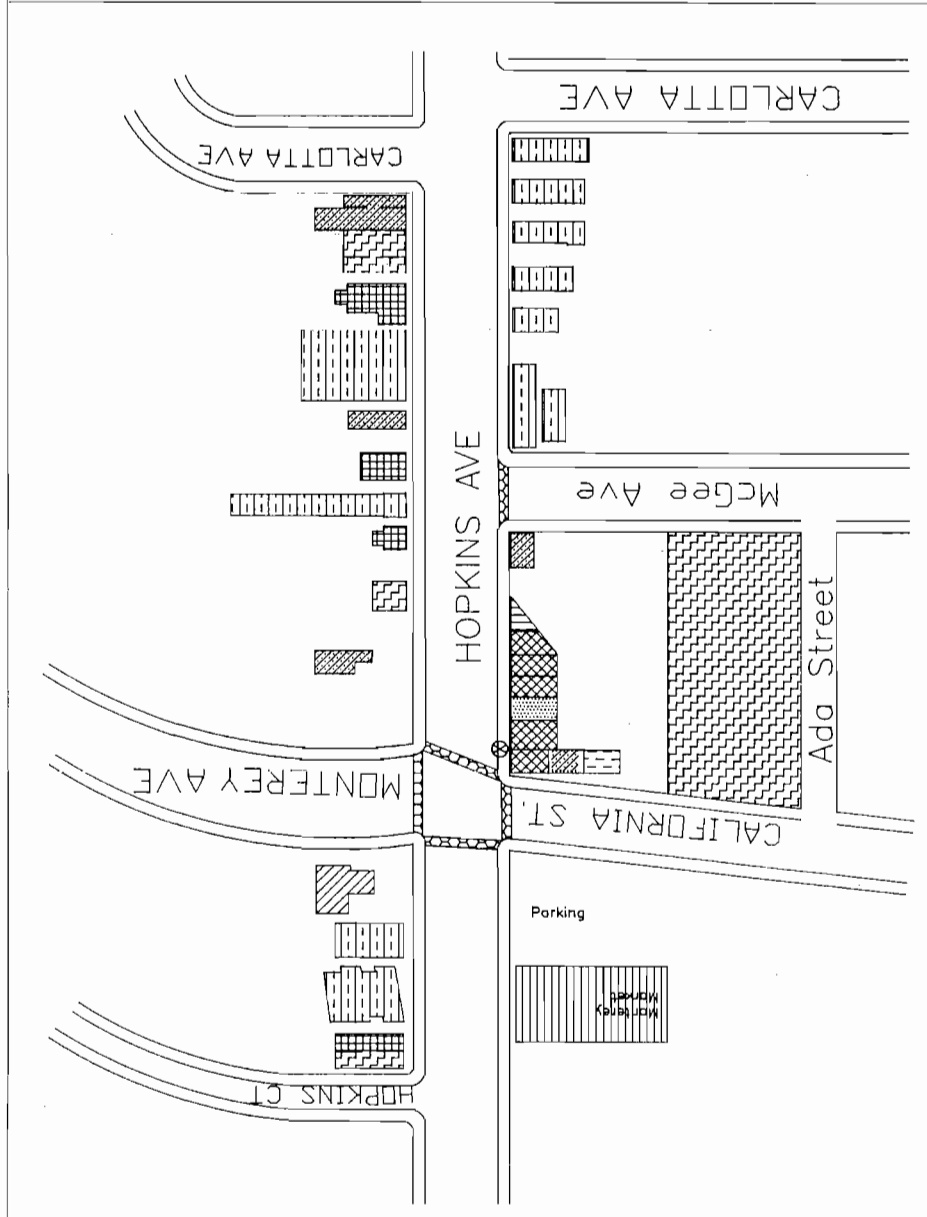 CARLOTTA AVE
CARLOTTA AVE
HOPKINS AVE
McGee Ave
Ada Street
MONTEREY AVE
CALIFORNIA ST.
Parking
Monterey
Market
HOPKINS CT